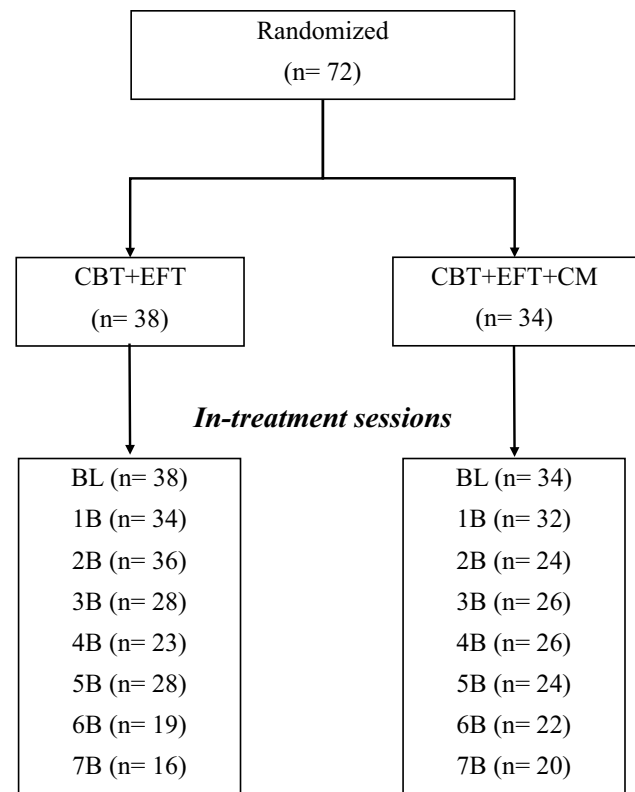 Randomized
(n= 72)
CBT+EFT
(n= 38)
CBT+EFT+CM
(n= 34)
In-treatment sessions
BL (n= 38)
1B (n= 34)
2B (n= 36)
3B (n= 28)
4B (n= 23)
5B (n= 28)
6B (n= 19)
7B (n= 16)
BL (n= 34)
1B (n= 32)
2B (n= 24)
3B (n= 26)
4B (n= 26)
5B (n= 24)
6B (n= 22)
7B (n= 20)